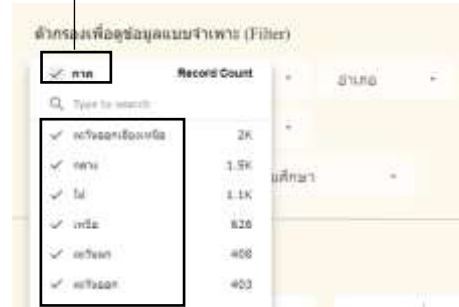 ตัวกรองเพื่อดูข้อมูลแบบจำเพาะ (Filter)
ภาค Record Count
อำเภอ
Type to search
ตะวันออกเฉียงเหนือ 2K
กลาง 1.5K
ใต้ 1.1K
เหนือ 828
ตะวันตก 408
ตะวันออก 403